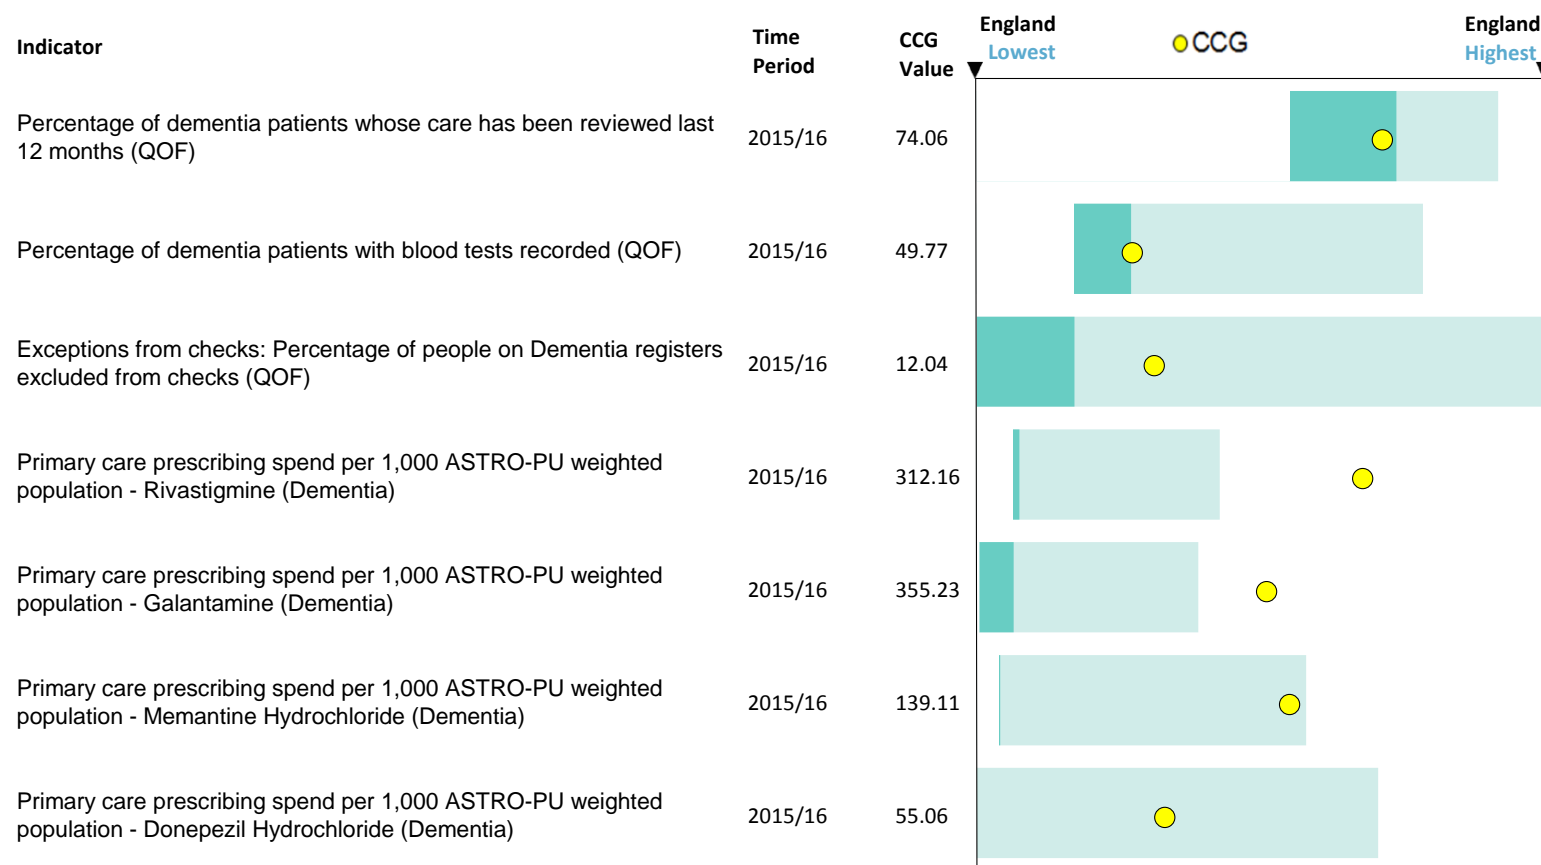 Indicator
Time
Period
CCG
Value
England
Lowest
CCG
England
Highest
Percentage of dementia patients whose care has been reviewed last
12 months (QOF)
2015/16
74.06
Percentage of dementia patients with blood tests recorded (QOF)
2015/16
49.77
Exceptions from checks: Percentage of people on Dementia registers
excluded from checks (QOF)
2015/16
12.04
Primary care prescribing spend per 1,000 ASTRO-PU weighted
population - Rivastigmine (Dementia)
2015/16
312.16
Primary care prescribing spend per 1,000 ASTRO-PU weighted
population - Galantamine (Dementia)
2015/16
355.23
Primary care prescribing spend per 1,000 ASTRO-PU weighted
population - Memantine Hydrochloride (Dementia)
2015/16
139.11
Primary care prescribing spend per 1,000 ASTRO-PU weighted
population - Donepezil Hydrochloride (Dementia)
2015/16
55.06